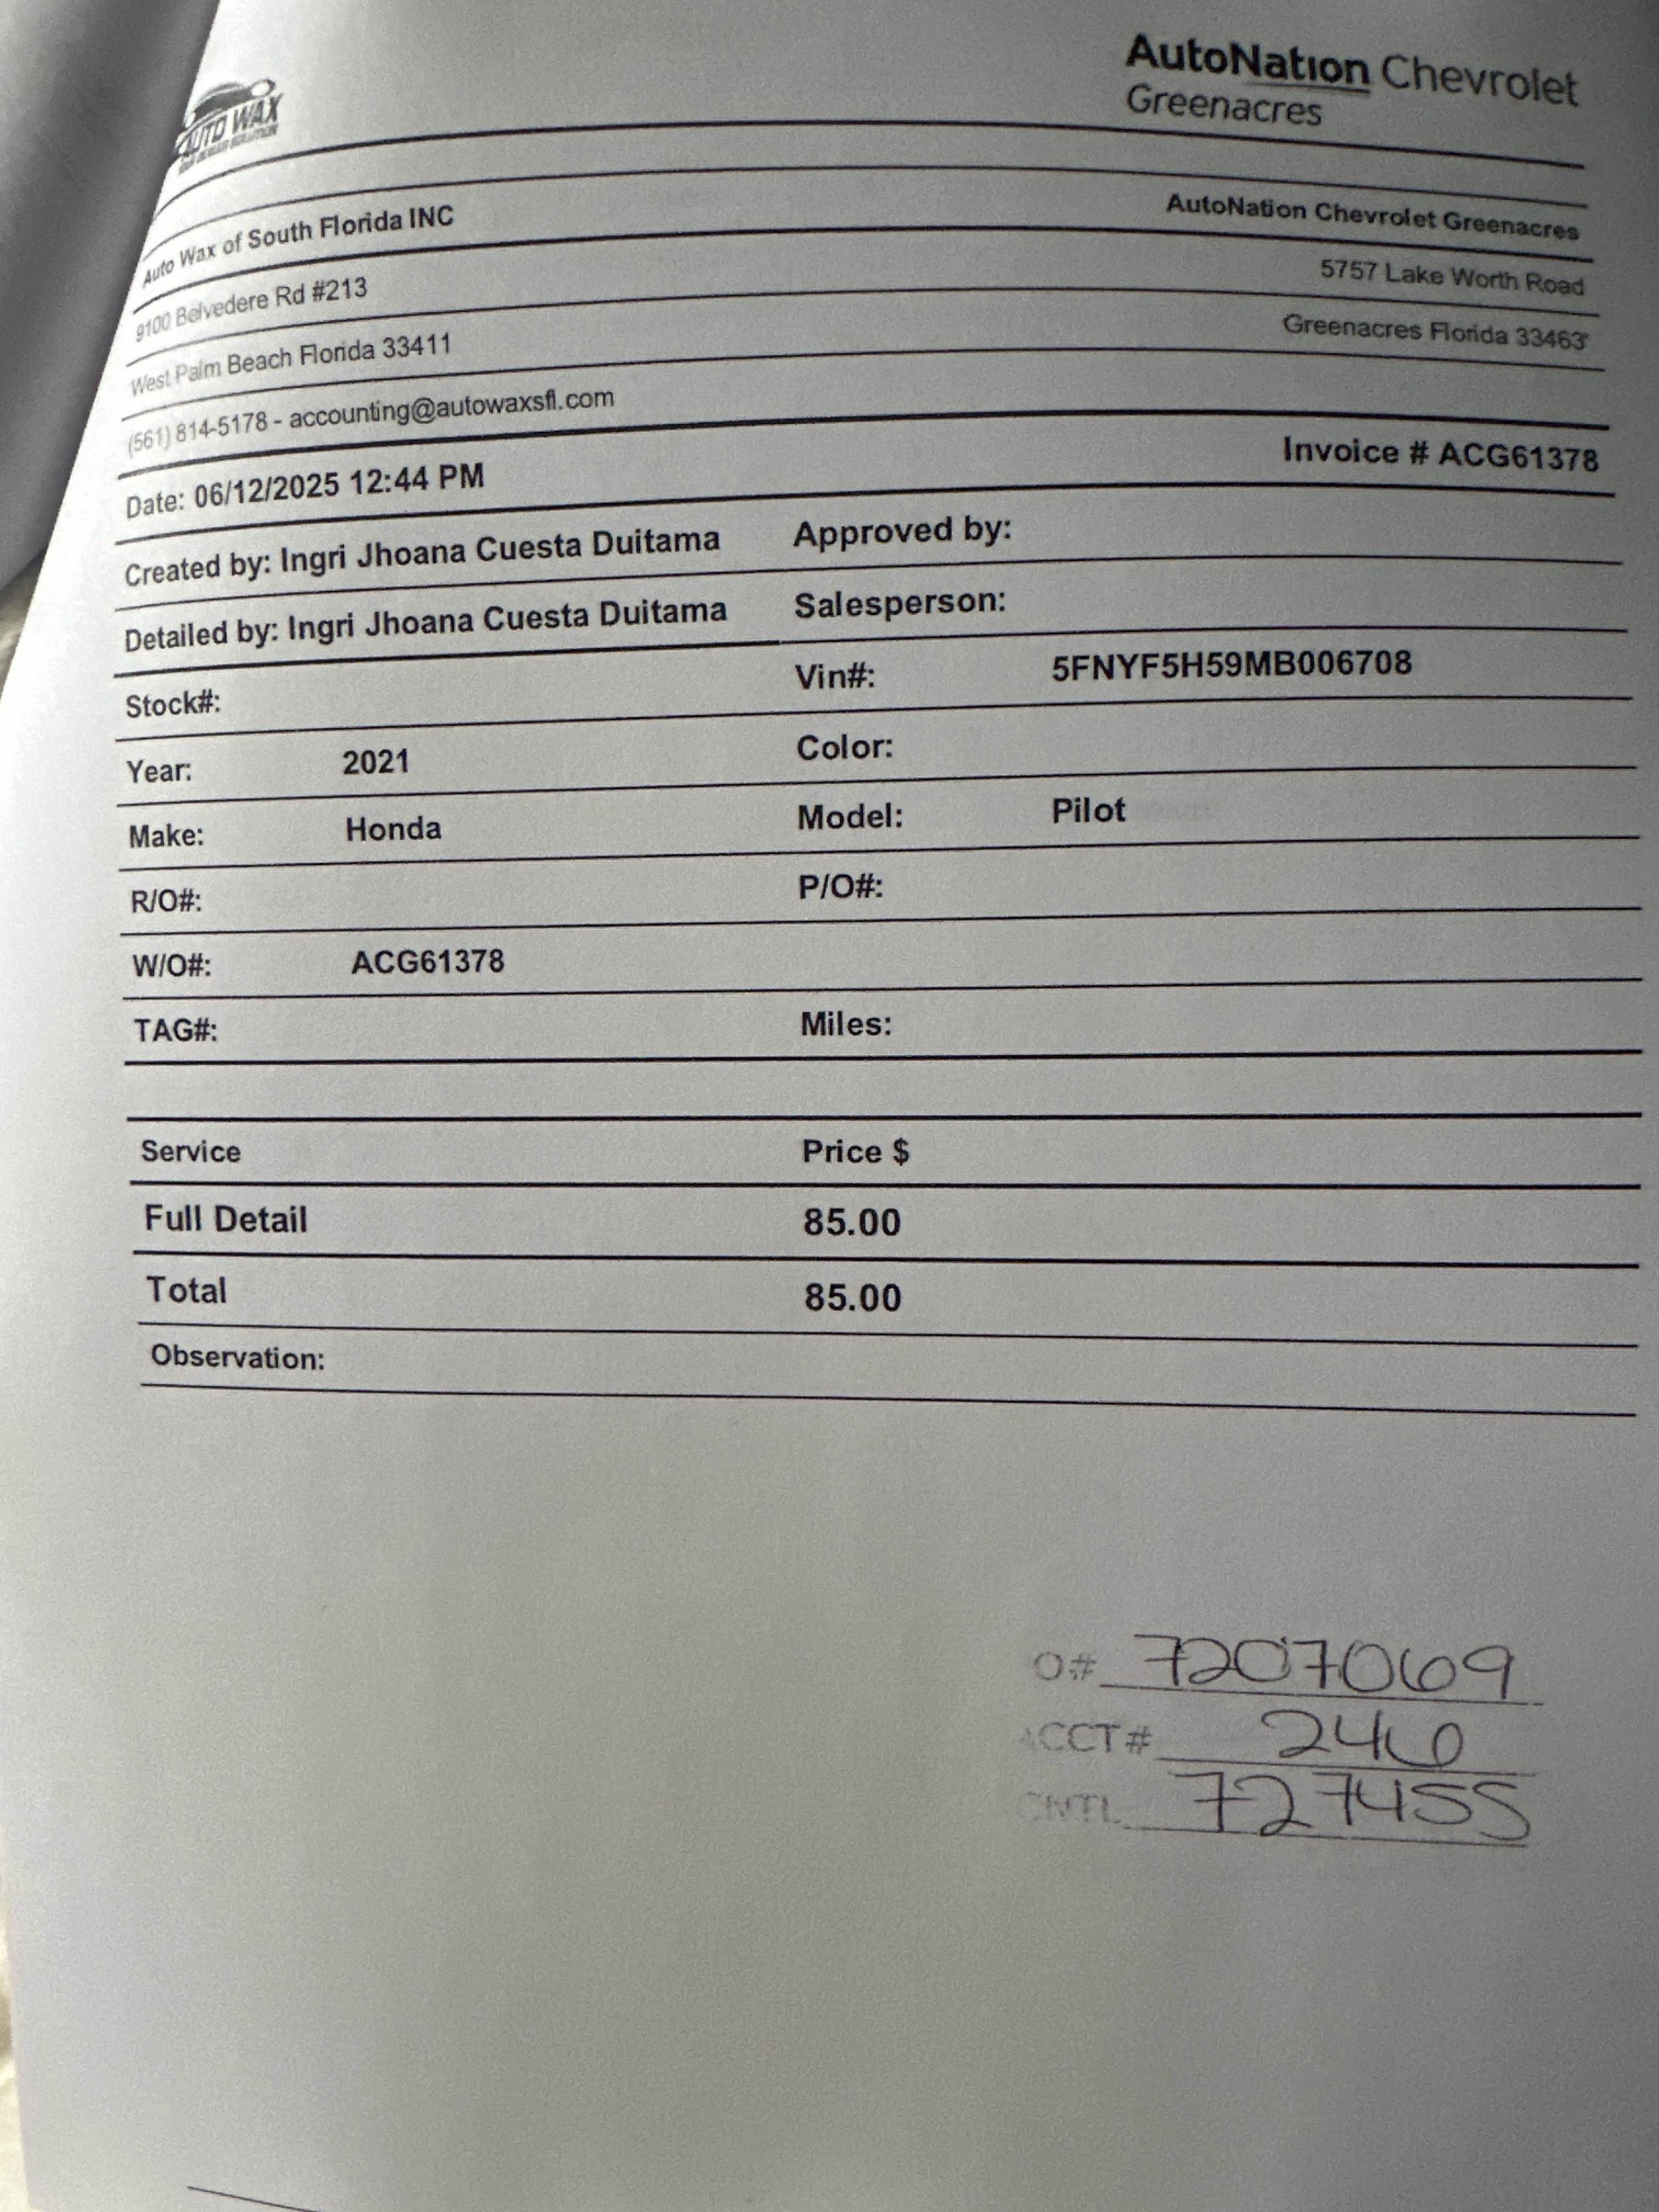 AUTO WAX
AutoNation Chevrolet
Greenacres
Auto Wax of South Florida INC
AutoNation Chevrolet Greenacres
9100 Belvedere Rd #213
5757 Lake Worth Road
West Palm Beach Florida 33411
Greenacres Florida 33463
(561) 814-5178 - accounting@autowaxsfl.com
Date: 06/12/2025 12:44 PM
Invoice # ACG61378
Created by: Ingri Jhoana Cuesta Duitama Approved by:
Detailed by: Ingri Jhoana Cuesta Duitama Salesperson:
Stock#: Vin#: 5FNYF5H59MB006708
Year: 2021 Color:
Make: Honda Model: Pilot
R/O#: P/O#:
W/O#: ACG61378
TAG#: Miles:
Service Price $
Full Detail 85.00
Total 85.00
Observation:
O# 7207069
ACCT# 246
CNTL 727455